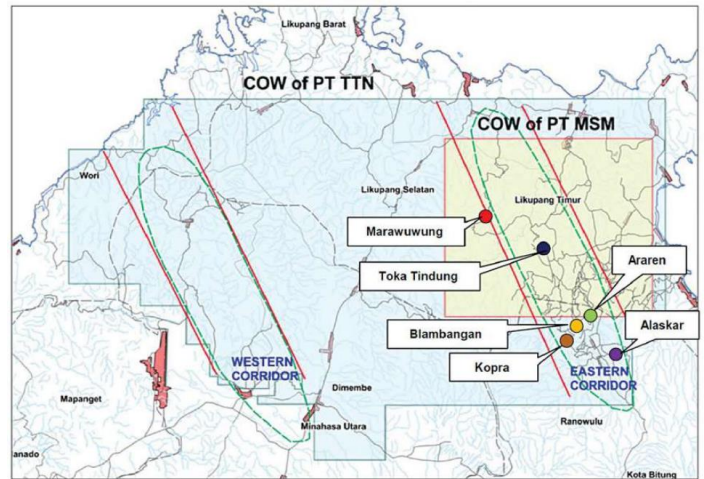 Likupang Barat
COW of PT TTN
COW of PT MSM
Wori
Likupang Selatan
Likupang Timur
Marawuwung
Toka Tindung
Araren
Blambangan
Alaskar
Kopra
WESTERN
CORRIDOR
EASTERN
CORRIDOR
Dimembe
Mapanget
Minahasa Utara
Ranowulu
anado
Kota Bitung